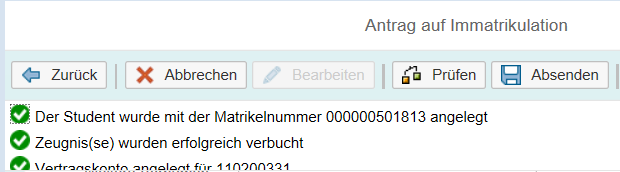 Antrag auf Immatrikulation
Zurück Abbrechen Bearbeiten Prüfen Absenden
Der Student wurde mit der Matrikelnummer 000000501813 angelegt
Zeugnis(se) wurden erfolgreich verbucht
Vertragskonto angelegt für 110200331